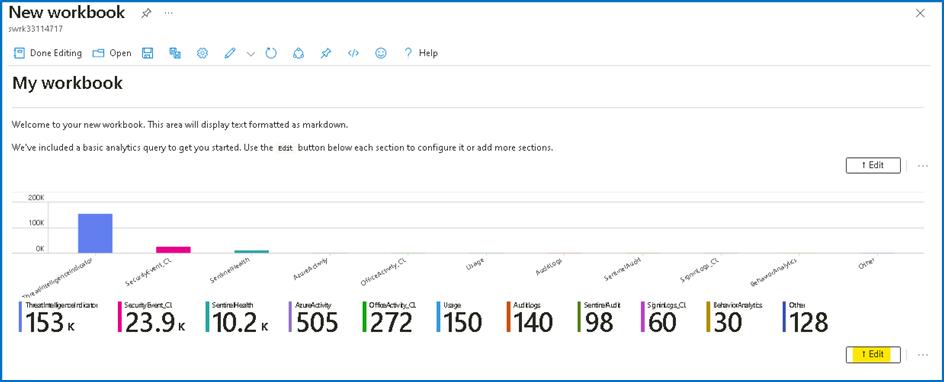 New workbook
swrk33114717
Done Editing Open Help
My workbook
Welcome to your new workbook. This area will display text formatted as markdown.
We've included a basic analytics query to get you started. Use the Edit button below each section to configure it or add more sections.
↑ Edit
200K
100K
0K
ThreatIntelligenceIndicator SecurityEvent_CL SentinelHealth AzureActivity OfficeActivity_CL Usage AuditLogs SentinelAudit SigninLogs_CL BehaviorAnalytics Other
ThreatIntelligenceIndicator SecurityEvent_CL SentinelHealth AzureActivity OfficeActivity_CL Usage AuditLogs SentinelAudit SigninLogs_CL BehaviorAnalytics Other
153 K 23.9 K 10.2 K 505 272 150 140 98 60 30 128
↑ Edit